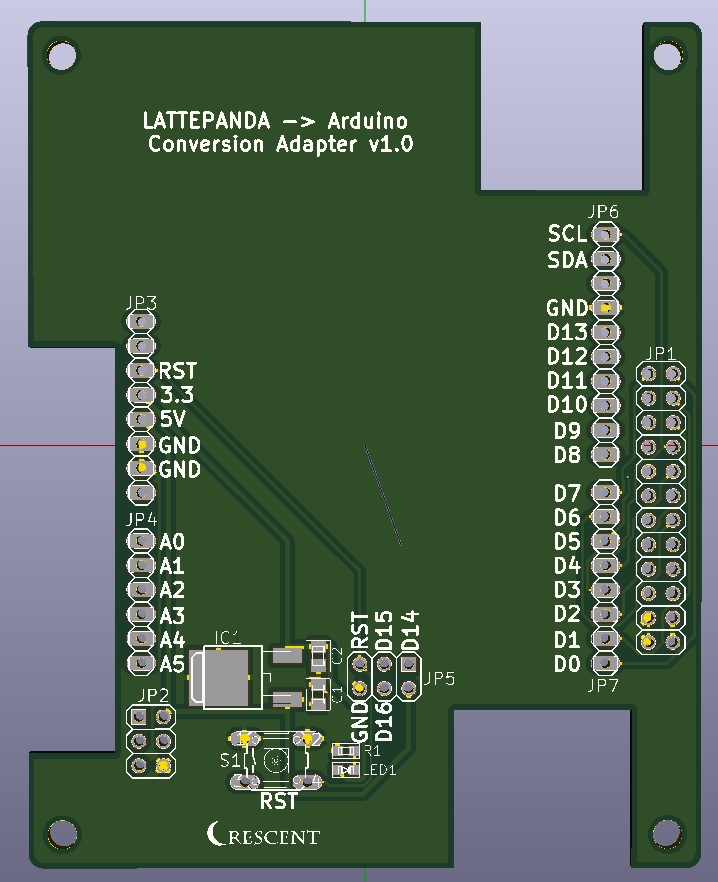 LATTEPANDA -> Arduino
Conversion Adapter v1.0
JP6
SCL
SDA
GND
D13
D12
D11
D10
D9
D8
D7
D6
D5
D4
D3
D2
D1
D0
JP7
JP1
JP3
RST
3.3
5V
GND
GND
JP4
A0
A1
A2
A3
A4
A5
JP2
IC1
C2
C1
RST
D15
D14
JP5
GND
D16
S1
R1
LED1
RST
CRESCENT